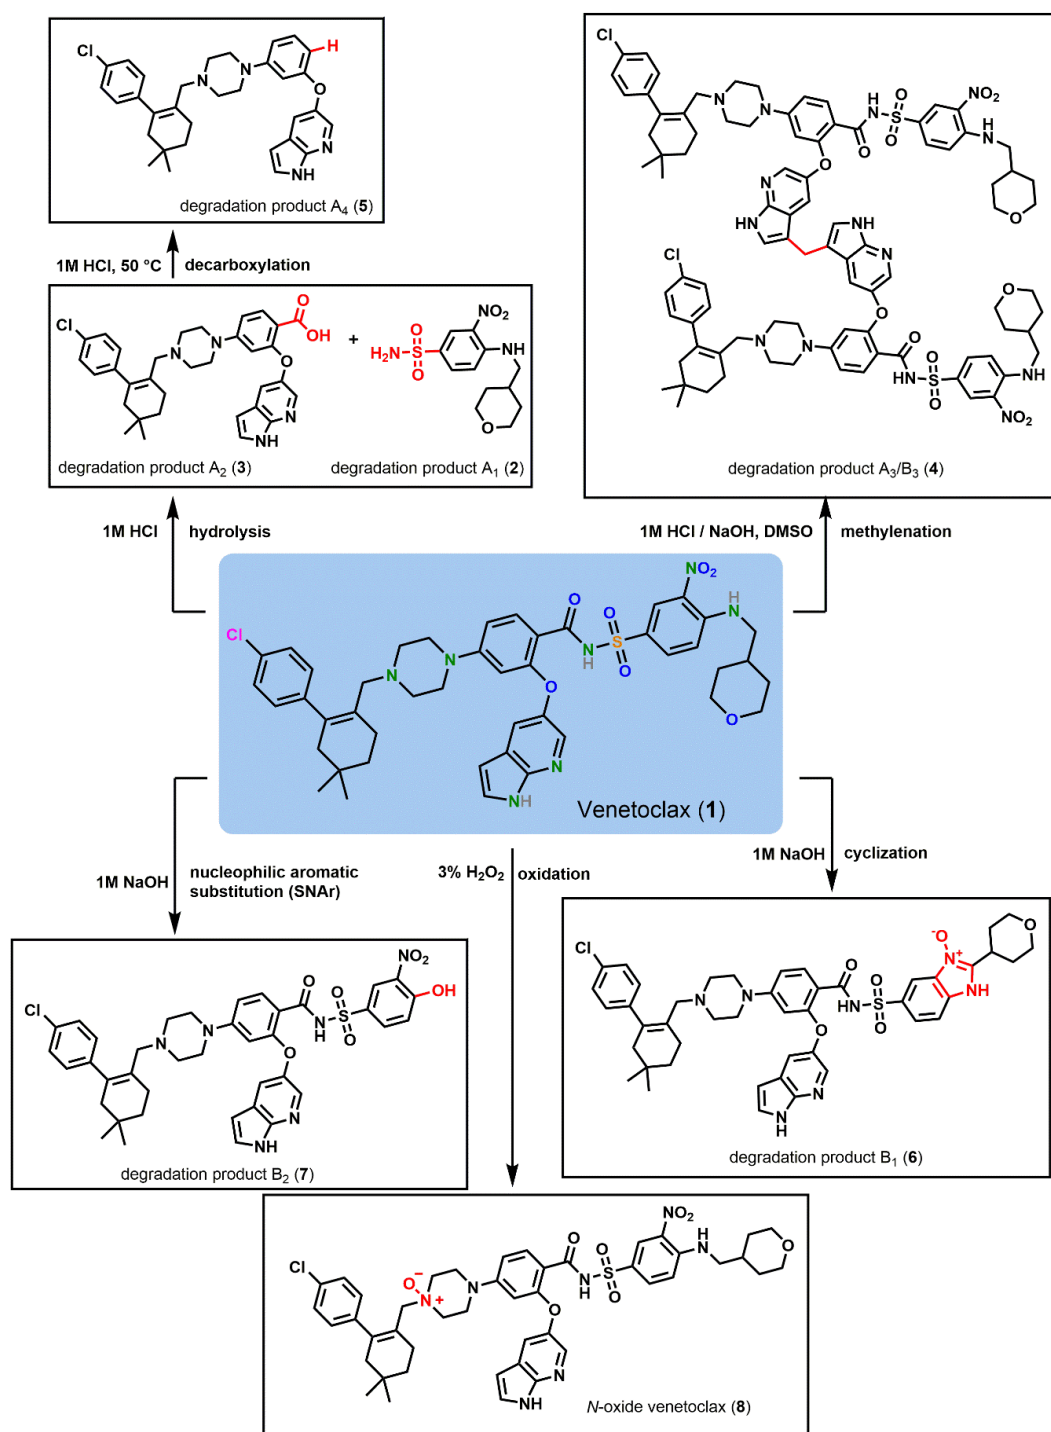 Cl
N
N
H
O
N
NH
degradation product A₄ (5)
1M HCl, 50 °C
decarboxylation
Cl
N
N
O
OH
O
N
NH
+
O
H₂N
S
O
NO₂
NH
O
degradation product A₂ (3)
degradation product A₁ (2)
1M HCl
hydrolysis
Cl
N
N
O
H
N
O
S
O
NO₂
H
N
O
O
N
HN
NH
N
O
Cl
N
N
O
NH
O
S
O
NO₂
NH
O
degradation product A₃/B₃ (4)
1M HCl / NaOH, DMSO
methylenation
Cl
N
N
O
N
H
O
S
O
NO₂
H
N
O
O
N
NH
Venetoclax (1)
1M NaOH
nucleophilic aromatic
substitution (SNAr)
3% H₂O₂
oxidation
1M NaOH
cyclization
Cl
N
N
O
N
H
O
S
O
NO₂
OH
O
N
NH
degradation product B₂ (7)
Cl
N
N
O
NH
O
S
O
⁻O
N⁺
NH
O
O
N
N
H
degradation product B₁ (6)
Cl
O⁻
N⁺
N
O
N
H
O
S
O
NO₂
H
N
O
O
N
NH
N-oxide venetoclax (8)